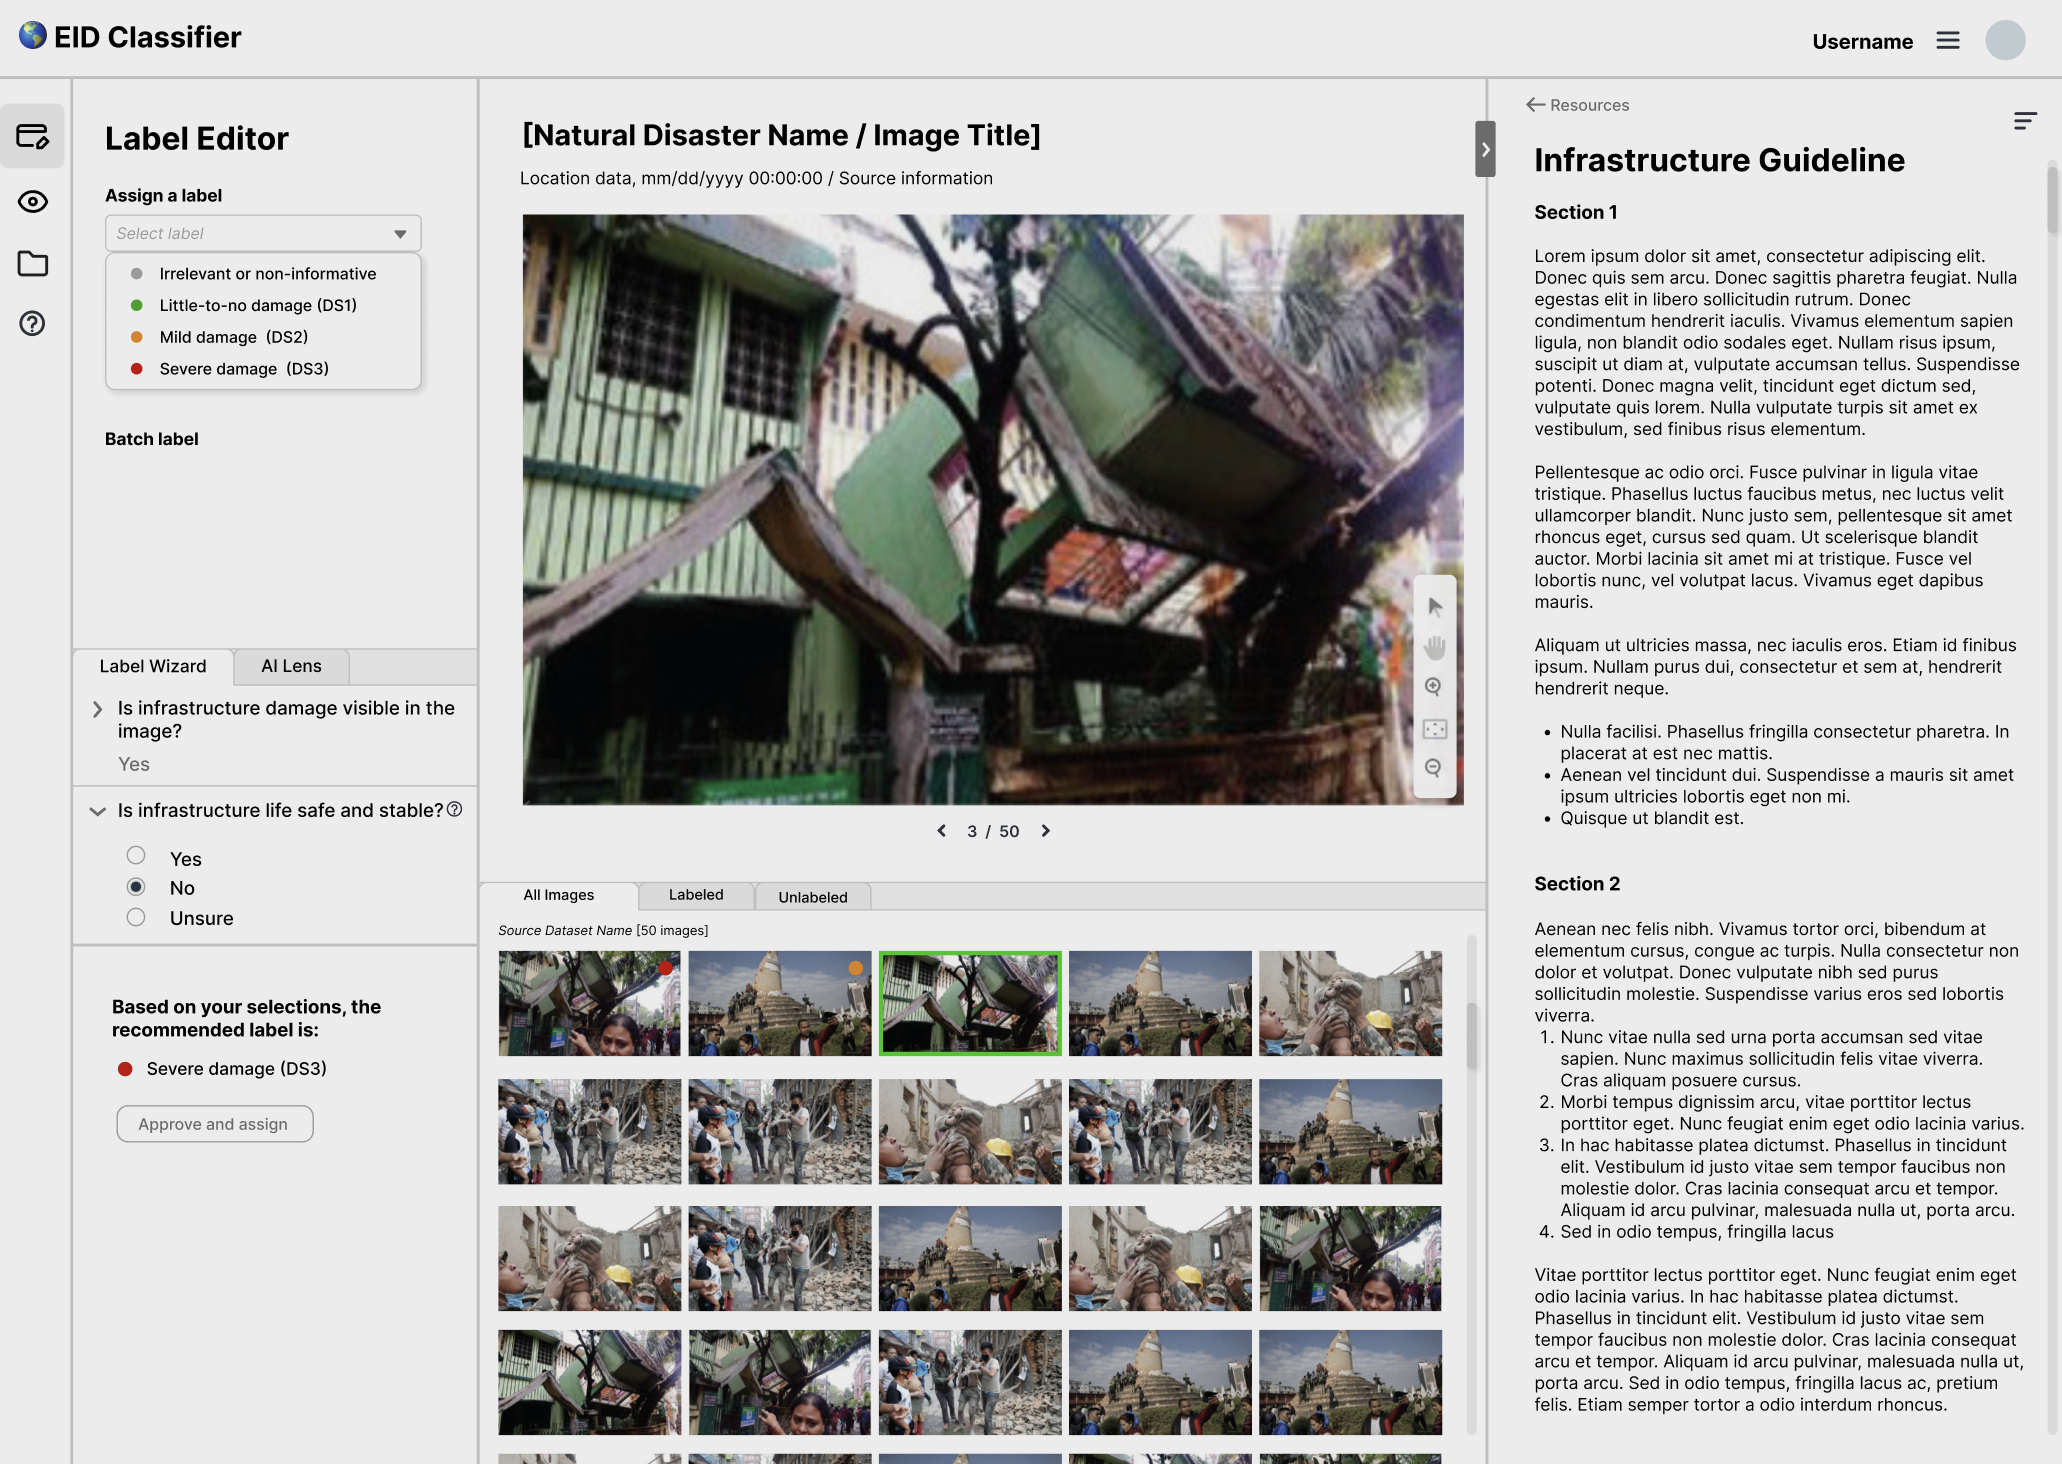 EID Classifier
Username
Label Editor
Assign a label
Select label
Irrelevant or non-informative
Little-to-no damage (DS1)
Mild damage (DS2)
Severe damage (DS3)
Batch label
Label Wizard
AI Lens
Is infrastructure damage visible in the
image?
Yes
Is infrastructure life safe and stable?
Yes
No
Unsure
Based on your selections, the
recommended label is:
Severe damage (DS3)
Approve and assign
[Natural Disaster Name / Image Title]
Location data, mm/dd/yyyy 00:00:00 / Source information
3 / 50
All Images
Labeled
Unlabeled
Source Dataset Name [50 images]
Resources
Infrastructure Guideline
Section 1
Lorem ipsum dolor sit amet, consectetur adipiscing elit.
Donec quis sem arcu. Donec sagittis pharetra feugiat. Nulla
egestas elit in libero sollicitudin rutrum. Donec
condimentum hendrerit iaculis. Vivamus elementum sapien
ligula, non blandit odio sodales eget. Nullam risus ipsum,
suscipit ut diam at, vulputate accumsan tellus. Suspendisse
potenti. Donec magna velit, tincidunt eget dictum sed,
vulputate quis lorem. Nulla vulputate turpis sit amet ex
vestibulum, sed finibus risus elementum.
Pellentesque ac odio orci. Fusce pulvinar in ligula vitae
tristique. Phasellus luctus faucibus metus, nec luctus velit
ullamcorper blandit. Nunc justo sem, pellentesque sit amet
rhoncus eget, cursus sed quam. Ut scelerisque blandit
auctor. Morbi lacinia sit amet mi at tristique. Fusce vel
lobortis nunc, vel volutpat lacus. Vivamus eget dapibus
mauris.
Aliquam ut ultricies massa, nec iaculis eros. Etiam id finibus
ipsum. Nullam purus dui, consectetur et sem at, hendrerit
hendrerit neque.
• Nulla facilisi. Phasellus fringilla consectetur pharetra. In
placerat at est nec mattis.
• Aenean vel tincidunt dui. Suspendisse a mauris sit amet
ipsum ultricies lobortis eget non mi.
• Quisque ut blandit est.
Section 2
Aenean nec felis nibh. Vivamus tortor orci, bibendum at
elementum cursus, congue ac turpis. Nulla consectetur non
dolor et volutpat. Donec vulputate nibh sed purus
sollicitudin molestie. Suspendisse varius eros sed lobortis
viverra.
1. Nunc vitae nulla sed urna porta accumsan sed vitae
sapien. Nunc maximus sollicitudin felis vitae viverra.
Cras aliquam posuere cursus.
2. Morbi tempus dignissim arcu, vitae porttitor lectus
porttitor eget. Nunc feugiat enim eget odio lacinia varius.
3. In hac habitasse platea dictumst. Phasellus in tincidunt
elit. Vestibulum id justo vitae sem tempor faucibus non
molestie dolor. Cras lacinia consequat arcu et tempor.
Aliquam id arcu pulvinar, malesuada nulla ut, porta arcu.
4. Sed in odio tempus, fringilla lacus
Vitae porttitor lectus porttitor eget. Nunc feugiat enim eget
odio lacinia varius. In hac habitasse platea dictumst.
Phasellus in tincidunt elit. Vestibulum id justo vitae sem
tempor faucibus non molestie dolor. Cras lacinia consequat
arcu et tempor. Aliquam id arcu pulvinar, malesuada nulla ut,
porta arcu. Sed in odio tempus, fringilla lacus ac, pretium
felis. Etiam semper tortor a odio interdum rhoncus.